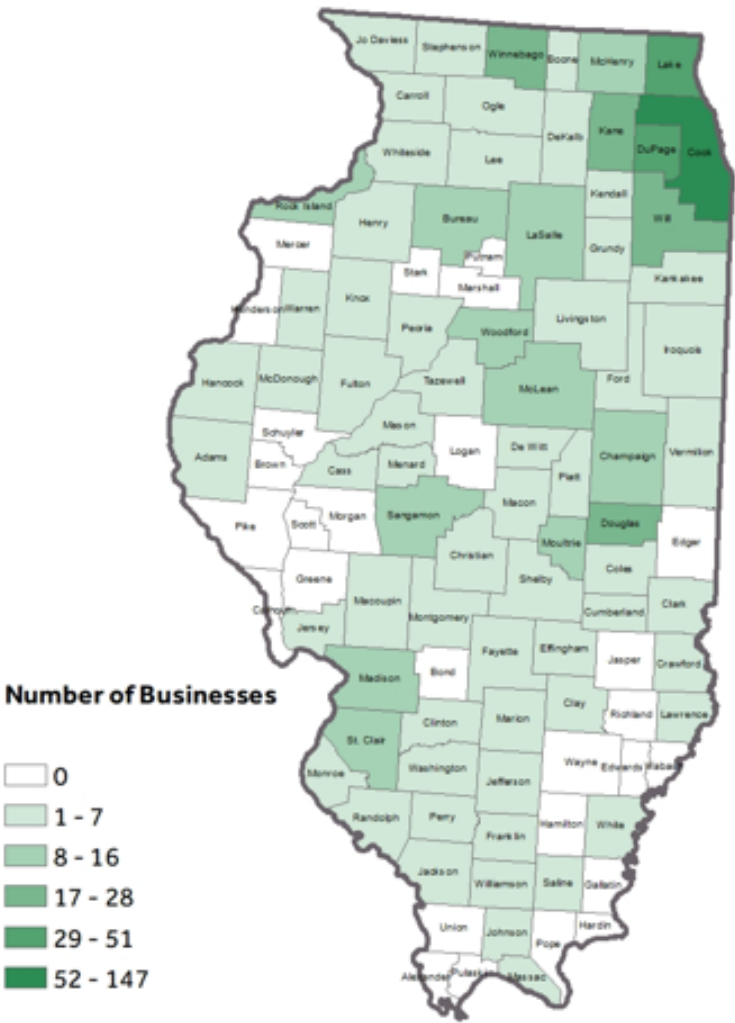 Jo Daviess
Stephenson
Winnebago
Boone
McHenry
Lake
Carroll
Ogle
DeKalb
Kane
DuPage
Cook
Whiteside
Lee
Kendall
Rock Island
Henry
Bureau
LaSalle
Grundy
Will
Mercer
Stark
Putnam
Marshall
Kankakee
Henderson
Warren
Knox
Peoria
Woodford
Livingston
Iroquois
Hancock
McDonough
Fulton
Tazewell
McLean
Ford
Schuyler
Mason
Logan
De Witt
Champaign
Vermilion
Adams
Brown
Cass
Menard
Piatt
Macon
Pike
Scott
Morgan
Sangamon
Moultrie
Douglas
Edgar
Christian
Shelby
Coles
Greene
Macoupin
Montgomery
Cumberland
Clark
Calhoun
Jersey
Fayette
Effingham
Jasper
Crawford
Madison
Bond
Clay
Richland
Lawrence
St. Clair
Clinton
Marion
Monroe
Washington
Jefferson
Wayne
Edwards
Wabash
Randolph
Perry
Franklin
Hamilton
White
Jackson
Williamson
Saline
Gallatin
Union
Johnson
Pope
Hardin
Alexander
Pulaski
Massac
Number of Businesses
0
1 - 7
8 - 16
17 - 28
29 - 51
52 - 147